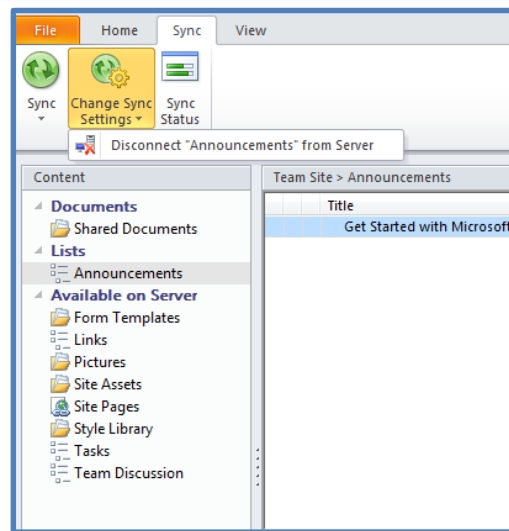 File Home Sync View
Sync Change Sync Sync
Settings Status
Disconnect "Announcements" from Server
Content Team Site > Announcements
Documents Title
Shared Documents Get Started with Microsoft
Lists
Announcements
Available on Server
Form Templates
Links
Pictures
Site Assets
Site Pages
Style Library
Tasks
Team Discussion